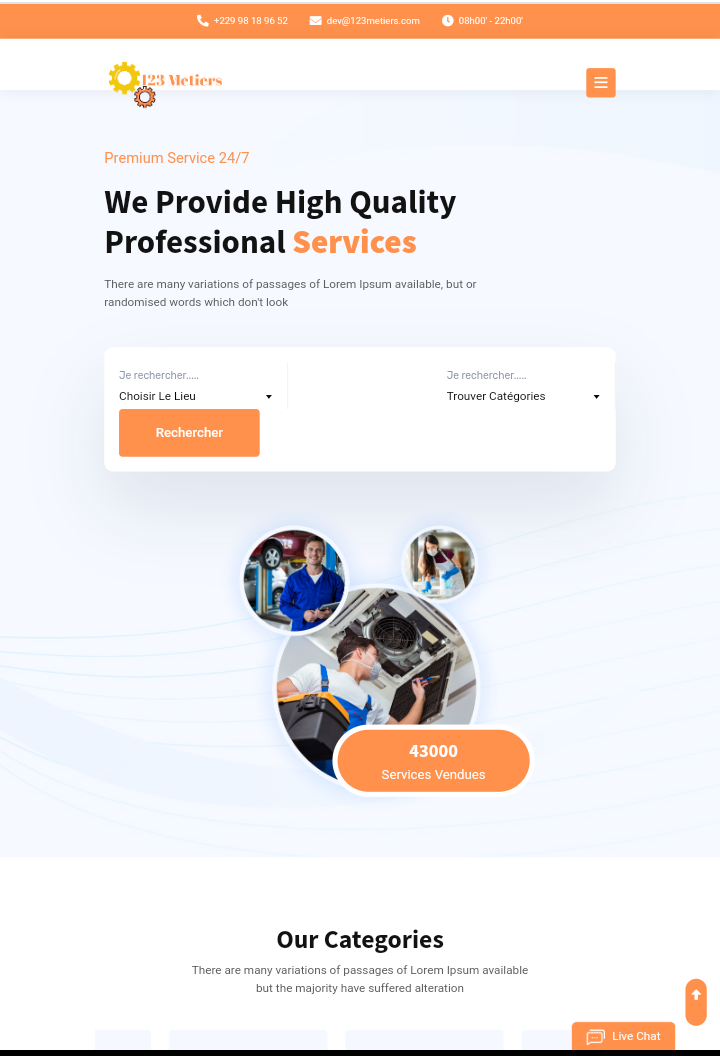 +229 98 18 96 52 dev@123metiers.com 08h00' - 22h00'
123 Metiers
Premium Service 24/7
We Provide High Quality
Professional Services
There are many variations of passages of Lorem Ipsum available, but or
randomised words which don't look
Je rechercher..... Je rechercher.....
Choisir Le Lieu Trouver Catégories
Rechercher
43000
Services Vendues
Our Categories
There are many variations of passages of Lorem Ipsum available
but the majority have suffered alteration
Live Chat